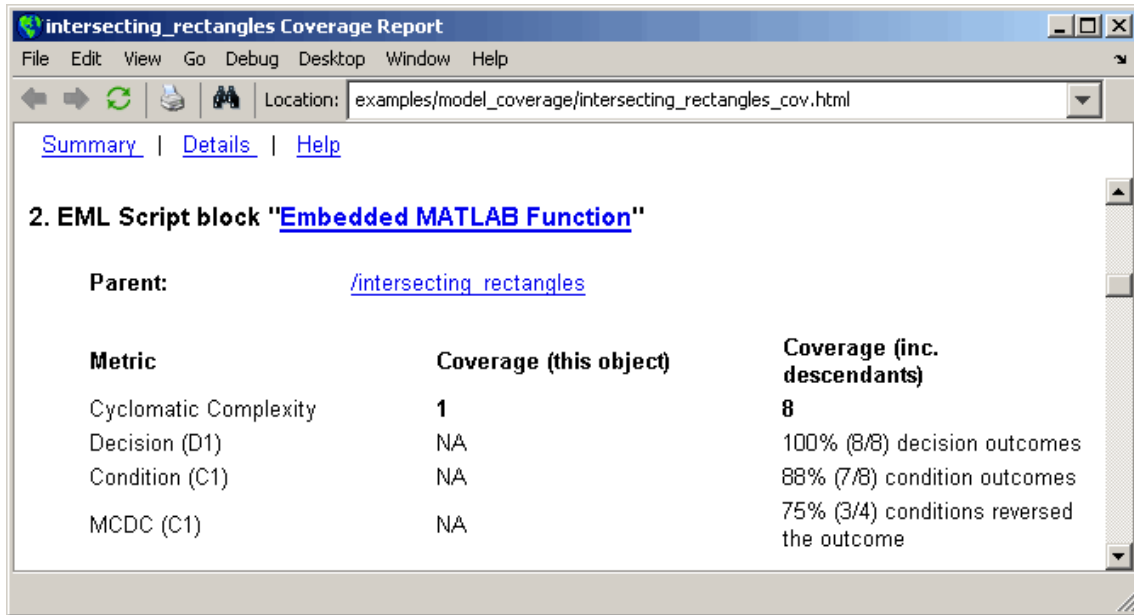 intersecting_rectangles Coverage Report
File Edit View Go Debug Desktop Window Help
Location: examples/model_coverage/intersecting_rectangles_cov.html
Summary | Details | Help
2. EML Script block "Embedded MATLAB Function"
Parent: /intersecting_rectangles
Metric Coverage (this object) Coverage (inc. descendants)
Cyclomatic Complexity 1 8
Decision (D1) NA 100% (8/8) decision outcomes
Condition (C1) NA 88% (7/8) condition outcomes
MCDC (C1) NA 75% (3/4) conditions reversed the outcome